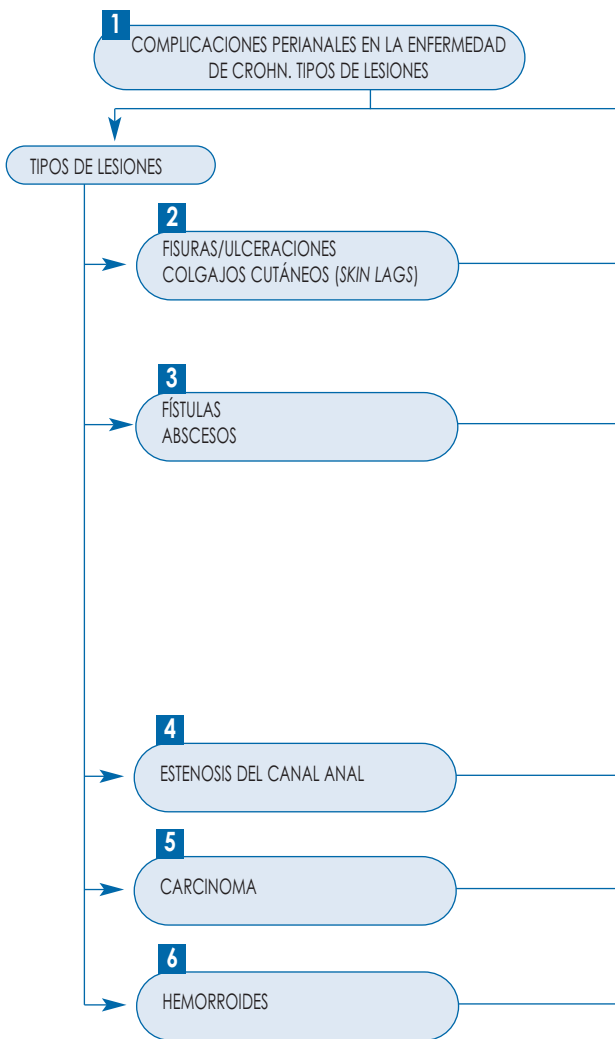 1
COMPLICACIONES PERIANALES EN LA ENFERMEDAD
DE CROHN. TIPOS DE LESIONES
TIPOS DE LESIONES
2
FISURAS/ULCERACIONES
COLGAJOS CUTÁNEOS (SKIN LAGS)
3
FÍSTULAS
ABSCESOS
4
ESTENOSIS DEL CANAL ANAL
5
CARCINOMA
6
HEMORROIDES